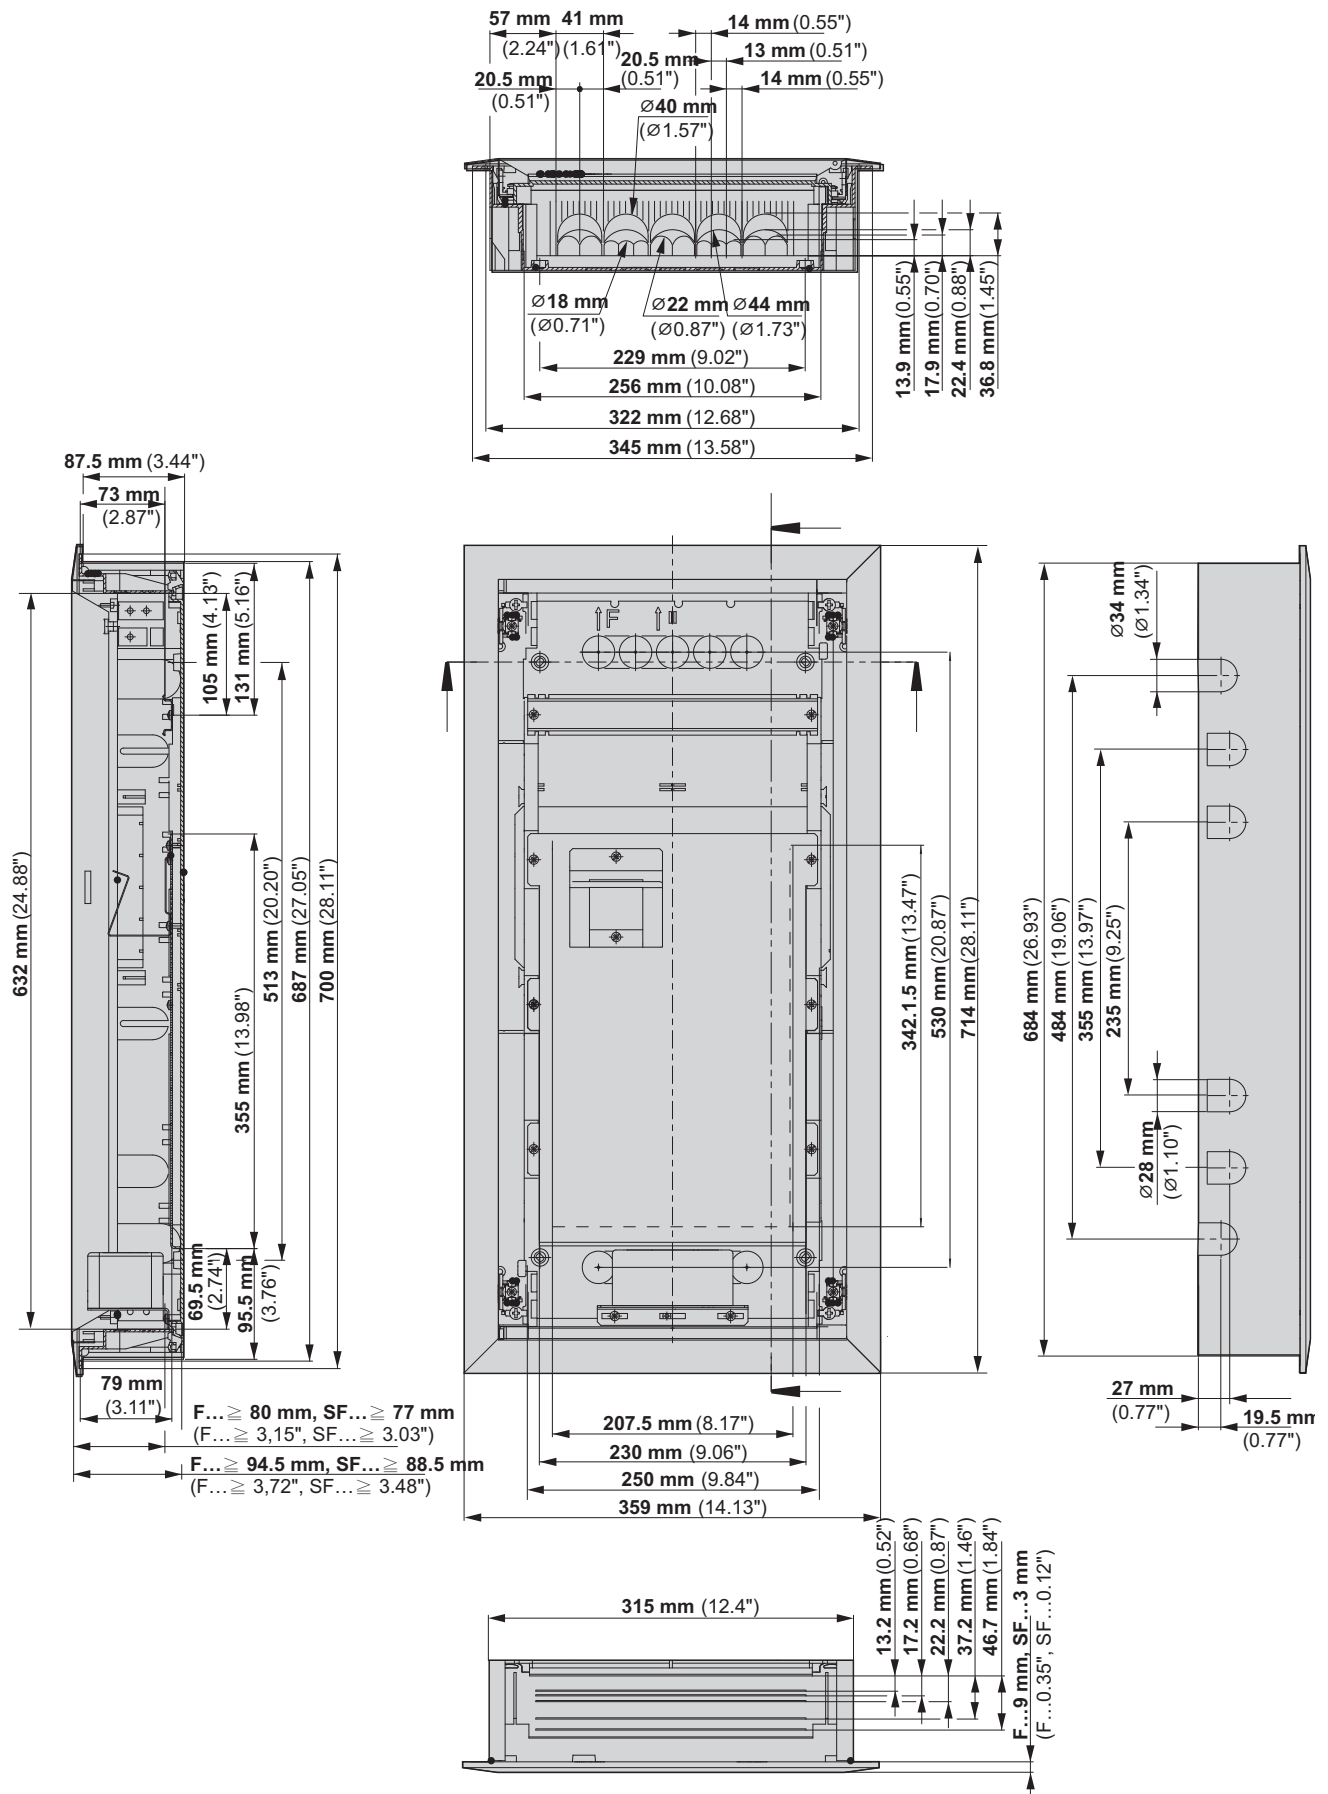 57 mm
(2.24")
41 mm
(1.61")
14 mm (0.55")
13 mm (0.51")
20.5 mm
(0.51")
20.5 mm
(0.51")
14 mm (0.55")
∅40 mm
(∅1.57")
∅18 mm
(∅0.71")
∅22 mm
(∅0.87")
∅44 mm
(∅1.73")
229 mm (9.02")
256 mm (10.08")
322 mm (12.68")
345 mm (13.58")
13.9 mm (0.55")
17.9 mm (0.70")
22.4 mm (0.88")
36.8 mm (1.45")
87.5 mm (3.44")
73 mm
(2.87")
105 mm (4.13")
131 mm (5.16")
632 mm (24.88")
513 mm (20.20")
687 mm (27.05")
700 mm (28.11")
355 mm (13.98")
69.5 mm
(2.74")
95.5 mm
(3.76")
79 mm
(3.11")
F...≧ 80 mm, SF...≧ 77 mm
(F...≧ 3,15", SF...≧ 3.03")
F...≧ 94.5 mm, SF...≧ 88.5 mm
(F...≧ 3,72", SF...≧ 3.48")
F
342.1.5 mm (13.47")
530 mm (20.87")
714 mm (28.11")
207.5 mm (8.17")
230 mm (9.06")
250 mm (9.84")
359 mm (14.13")
∅34 mm
(∅1.34")
684 mm (26.93")
484 mm (19.06")
355 mm (13.97")
235 mm (9.25")
∅28 mm
(∅1.10")
27 mm
(0.77")
19.5 mm
(0.77")
315 mm (12.4")
13.2 mm (0.52")
17.2 mm (0.68")
22.2 mm (0.87")
37.2 mm (1.46")
46.7 mm (1.84")
F...9 mm, SF...3 mm
(F...0.35", SF...0.12")